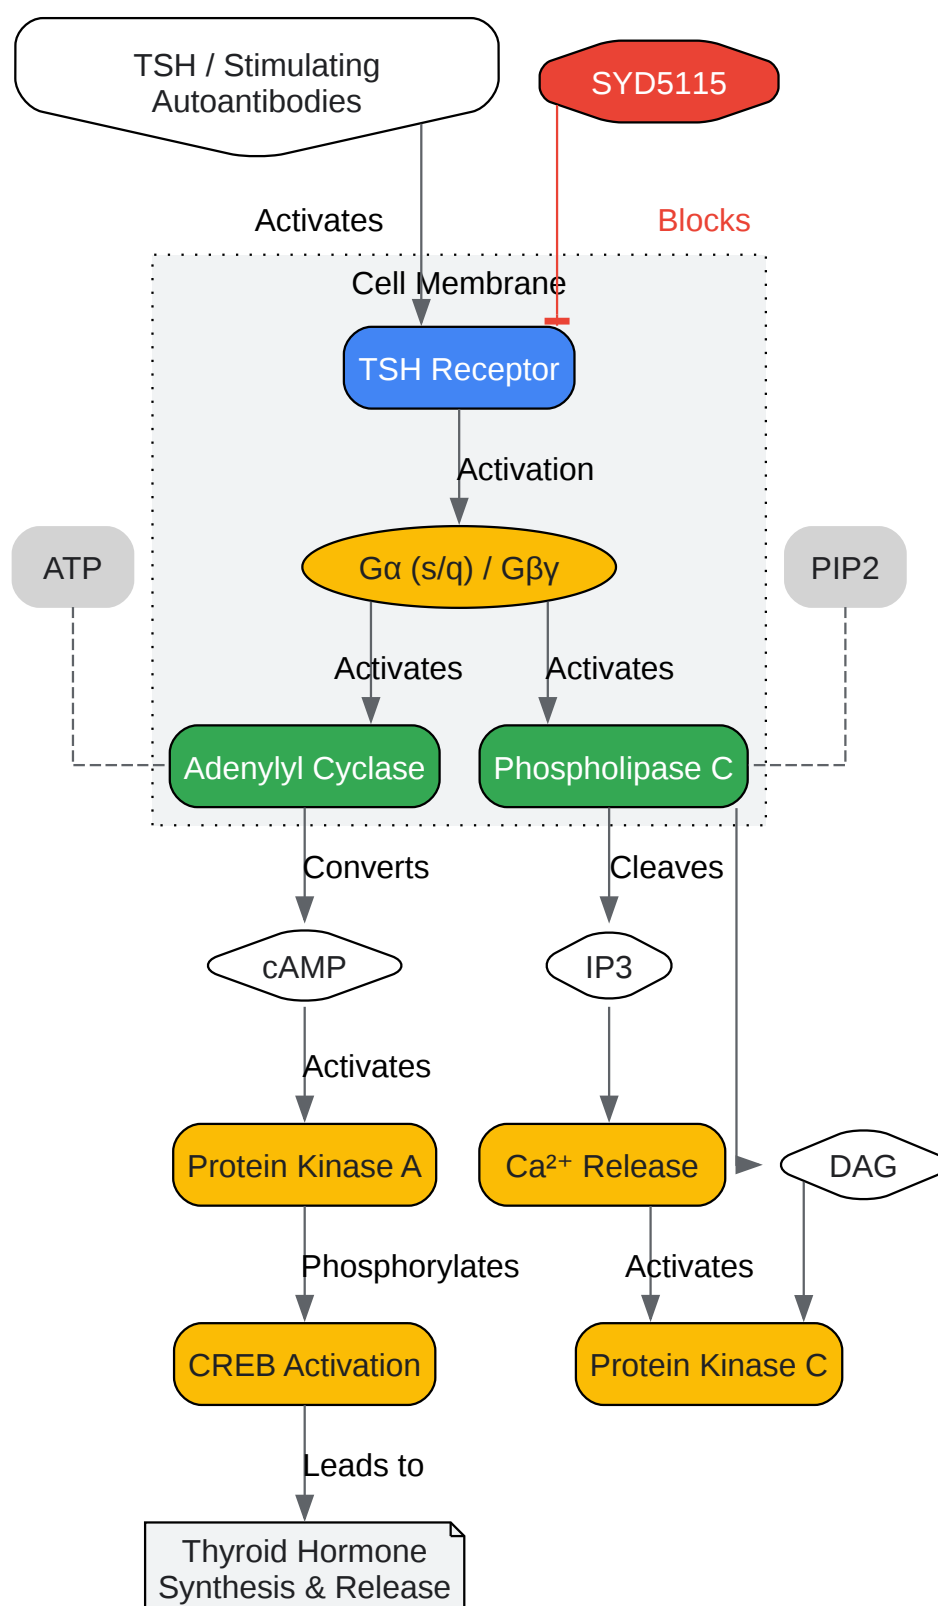 TSH / Stimulating
Autoantibodies
SYD5115
Activates
Blocks
Cell Membrane
TSH Receptor
Activation
ATP
Gα (s/q) / Gβγ
PIP2
Activates
Activates
Adenylyl Cyclase
Phospholipase C
Converts
Cleaves
cAMP
IP3
Activates
Protein Kinase A
Ca²⁺ Release
DAG
Phosphorylates
Activates
CREB Activation
Protein Kinase C
Leads to
Thyroid Hormone
Synthesis & Release